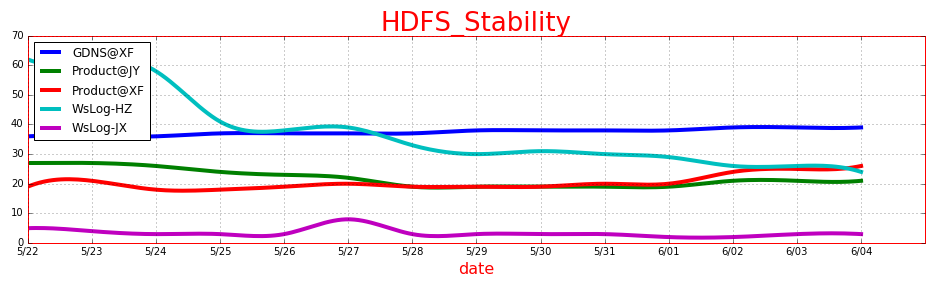 HDFS_Stability
70
60
50
40
30
20
10
0
GDNS@XF
Product@JY
Product@XF
WsLog-HZ
WsLog-JX
5/22 5/23 5/24 5/25 5/26 5/27 5/28 5/29 5/30 5/31 6/01 6/02 6/03 6/04
date